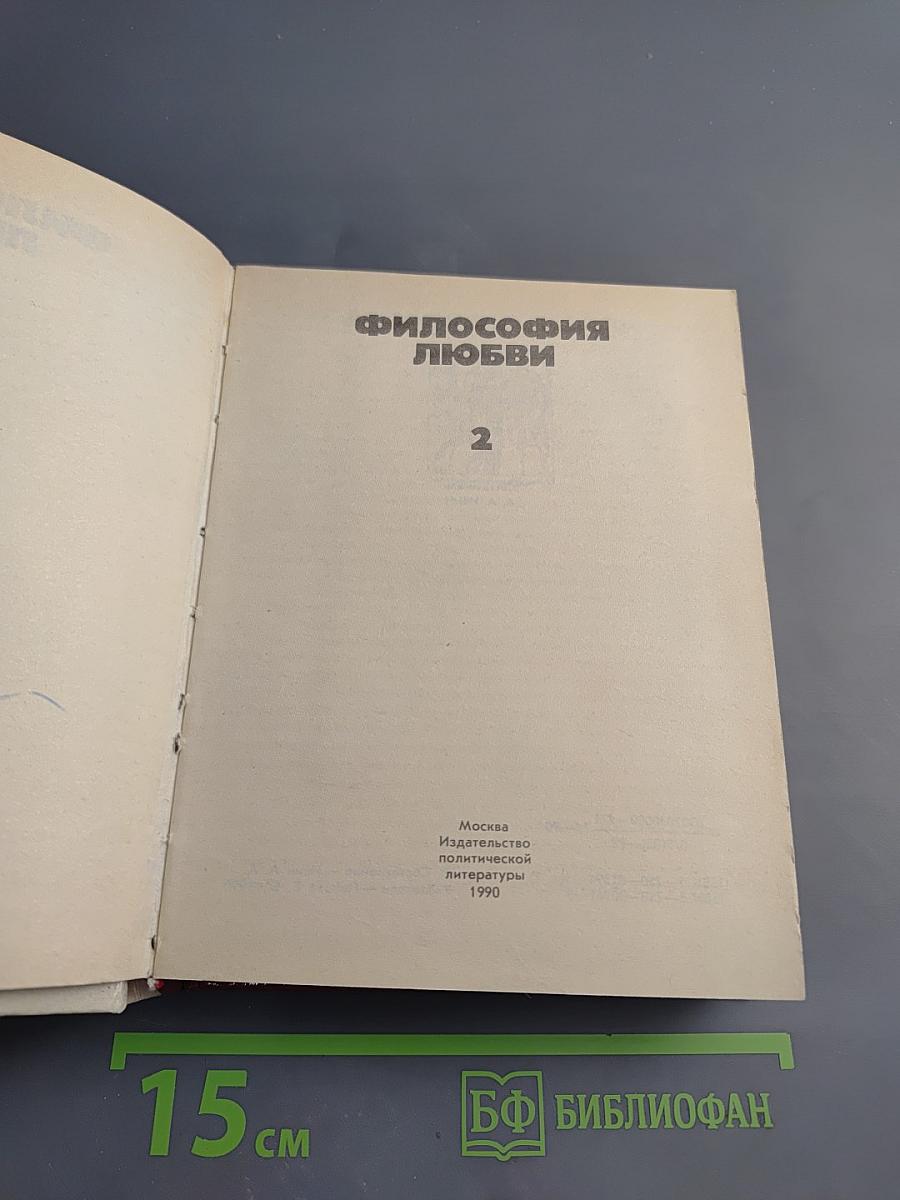 ФИЛОСОФИЯ
ЛЮБВИ
2
Москва
Издательство
политической
литературы
1990
15 см
БФ БИБЛИОФАН